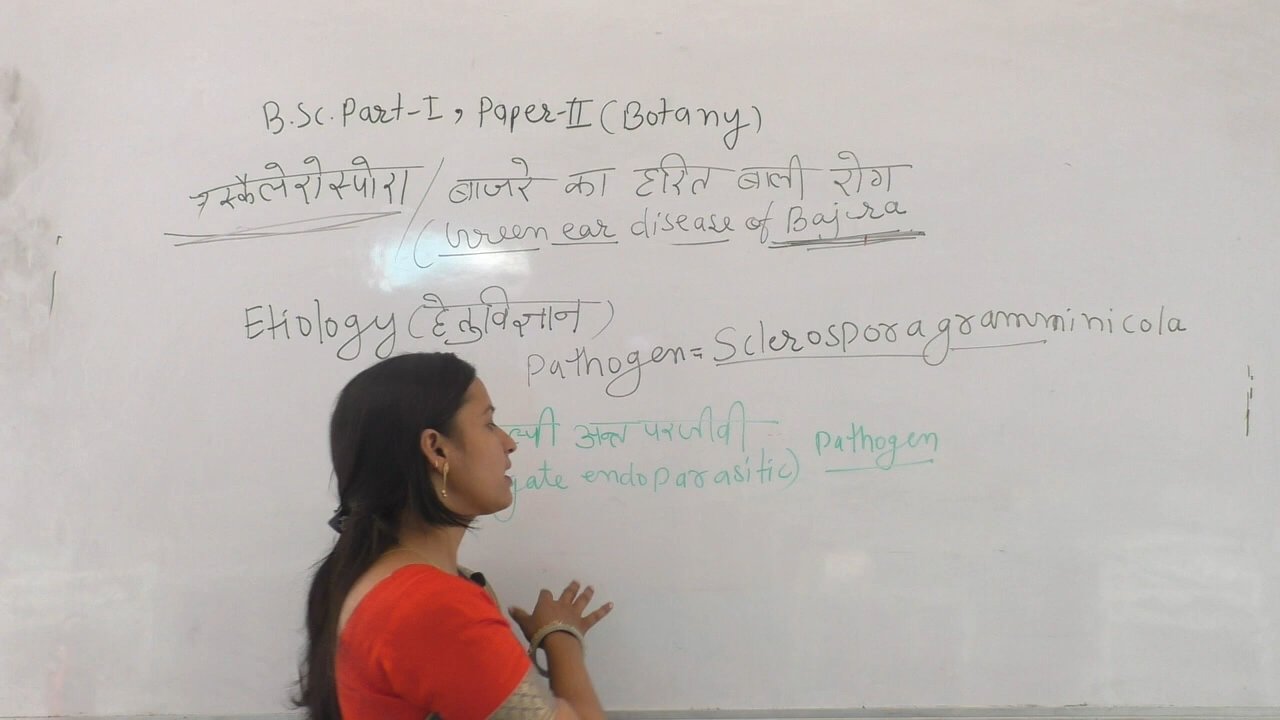 B.Sc. Part-I, Paper-II (Botany)
→ स्कैलेरोस्पोरा / बाजरे का हरित बाली रोग
(Green ear disease of Bajra
Etiology (हेतुविज्ञान)
Pathogen = Sclerospora gramminicola
अन्त परजीवी Pathogen
endoparasitic)